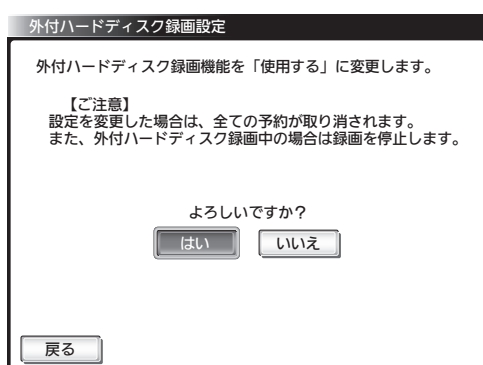 外付ハードディスク録画設定
外付ハードディスク録画機能を「使用する」に変更します。
【ご注意】
設定を変更した場合は、全ての予約が取り消されます。
また、外付ハードディスク録画中の場合は録画を停止します。
よろしいですか？
はい いいえ
戻る